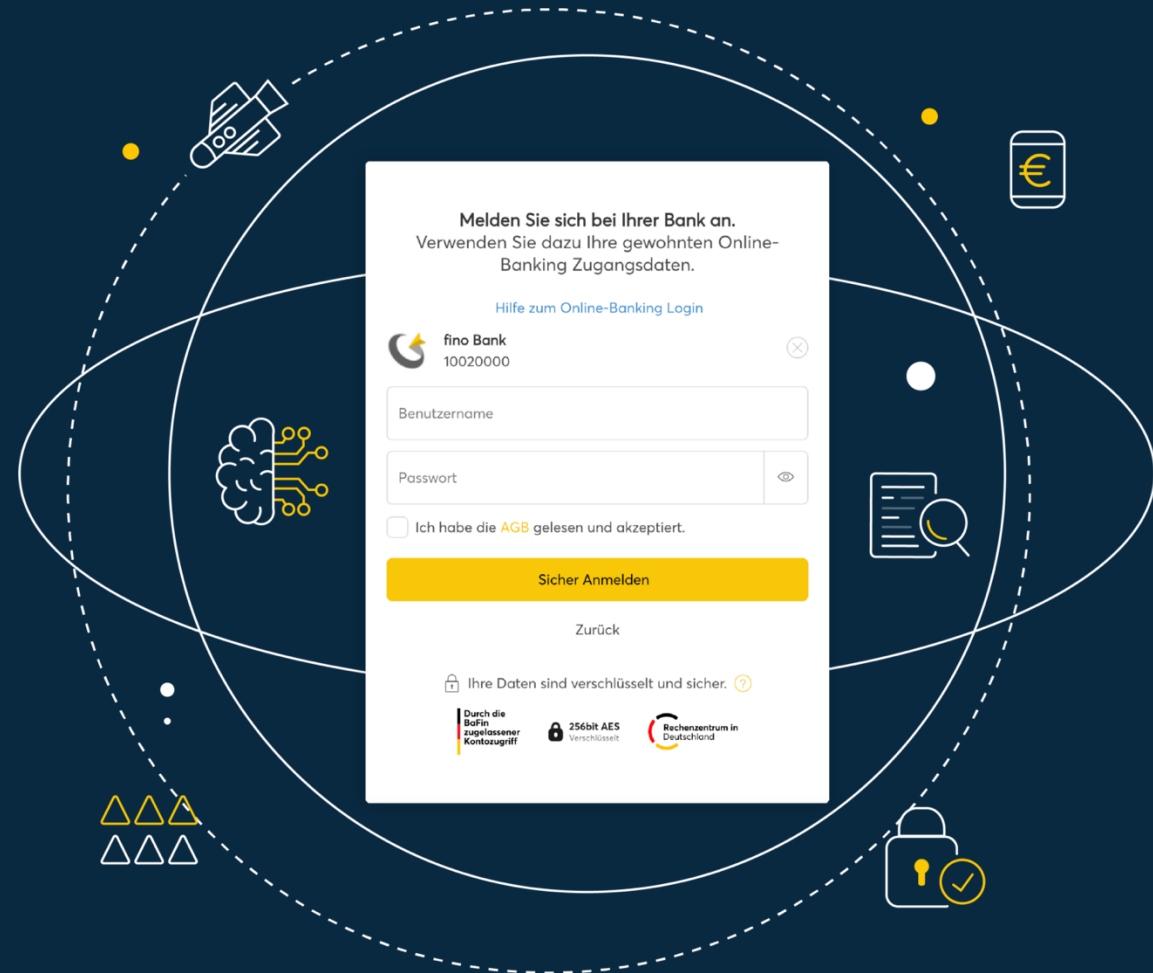 Melden Sie sich bei Ihrer Bank an.
Verwenden Sie dazu Ihre gewohnten Online-
Banking Zugangsdaten.
Hilfe zum Online-Banking Login
fino Bank
10020000
Benutzername
Passwort
Ich habe die AGB gelesen und akzeptiert.
Sicher Anmelden
Zurück
Ihre Daten sind verschlüsselt und sicher. ?
Durch die
BaFin
zugelassener
Kontozugriff
256bit AES
Verschlüsselt
Rechenzentrum in
Deutschland
€